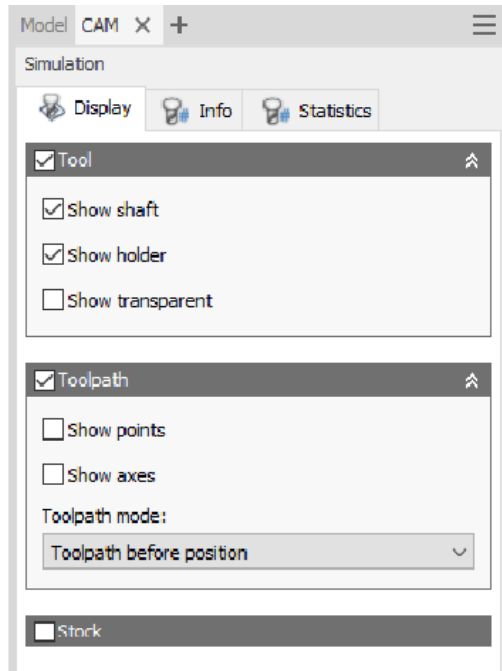 Model CAM
Simulation
Display Info Statistics
Tool
Show shaft
Show holder
Show transparent
Toolpath
Show points
Show axes
Toolpath mode:
Toolpath before position
Stock